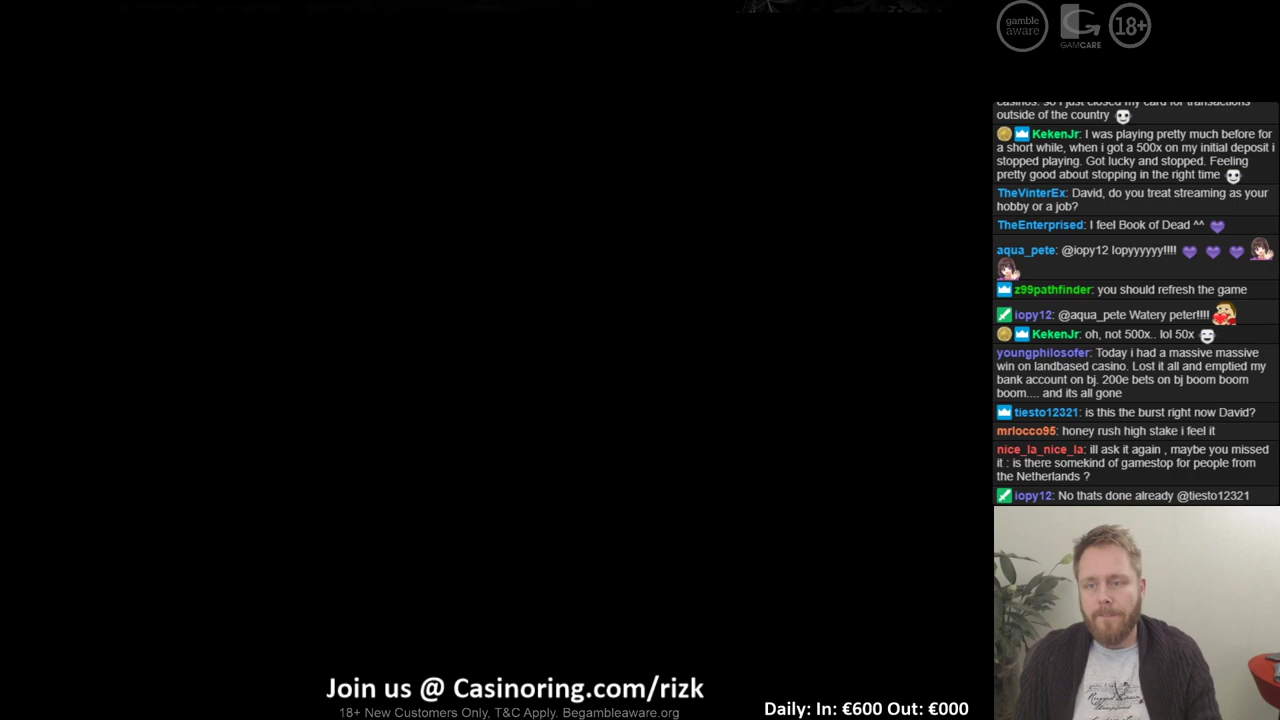 gamble
aware
GAMCARE
18+
casinos. so I just closed my card for transactions
outside of the country
KekenJr: I was playing pretty much before for
a short while, when i got a 500x on my initial deposit i
stopped playing. Got lucky and stopped. Feeling
pretty good about stopping in the right time
TheVinterEx: David, do you treat streaming as your
hobby or a job?
TheEnterprised: I feel Book of Dead ^^
aqua_pete: @iopy12 Iopyyyyyy!!!!
z99pathfinder: you should refresh the game
iopy12: @aqua_pete Watery peter!!!!
KekenJr: oh, not 500x.. lol 50x
youngphilosofer: Today i had a massive massive
win on landbased casino. Lost it all and emptied my
bank account on bj. 200e bets on bj boom boom
boom.... and its all gone
tiesto12321: is this the burst right now David?
mrlocco95: honey rush high stake i feel it
nice_la_nice_la: ill ask it again , maybe you missed
it : is there somekind of gamestop for people from
the Netherlands ?
iopy12: No thats done already @tiesto12321
Join us @ Casinoring.com/rizk
18+ New Customers Only, T&C Apply. Begambleaware.org
Daily: In: €600 Out: €000